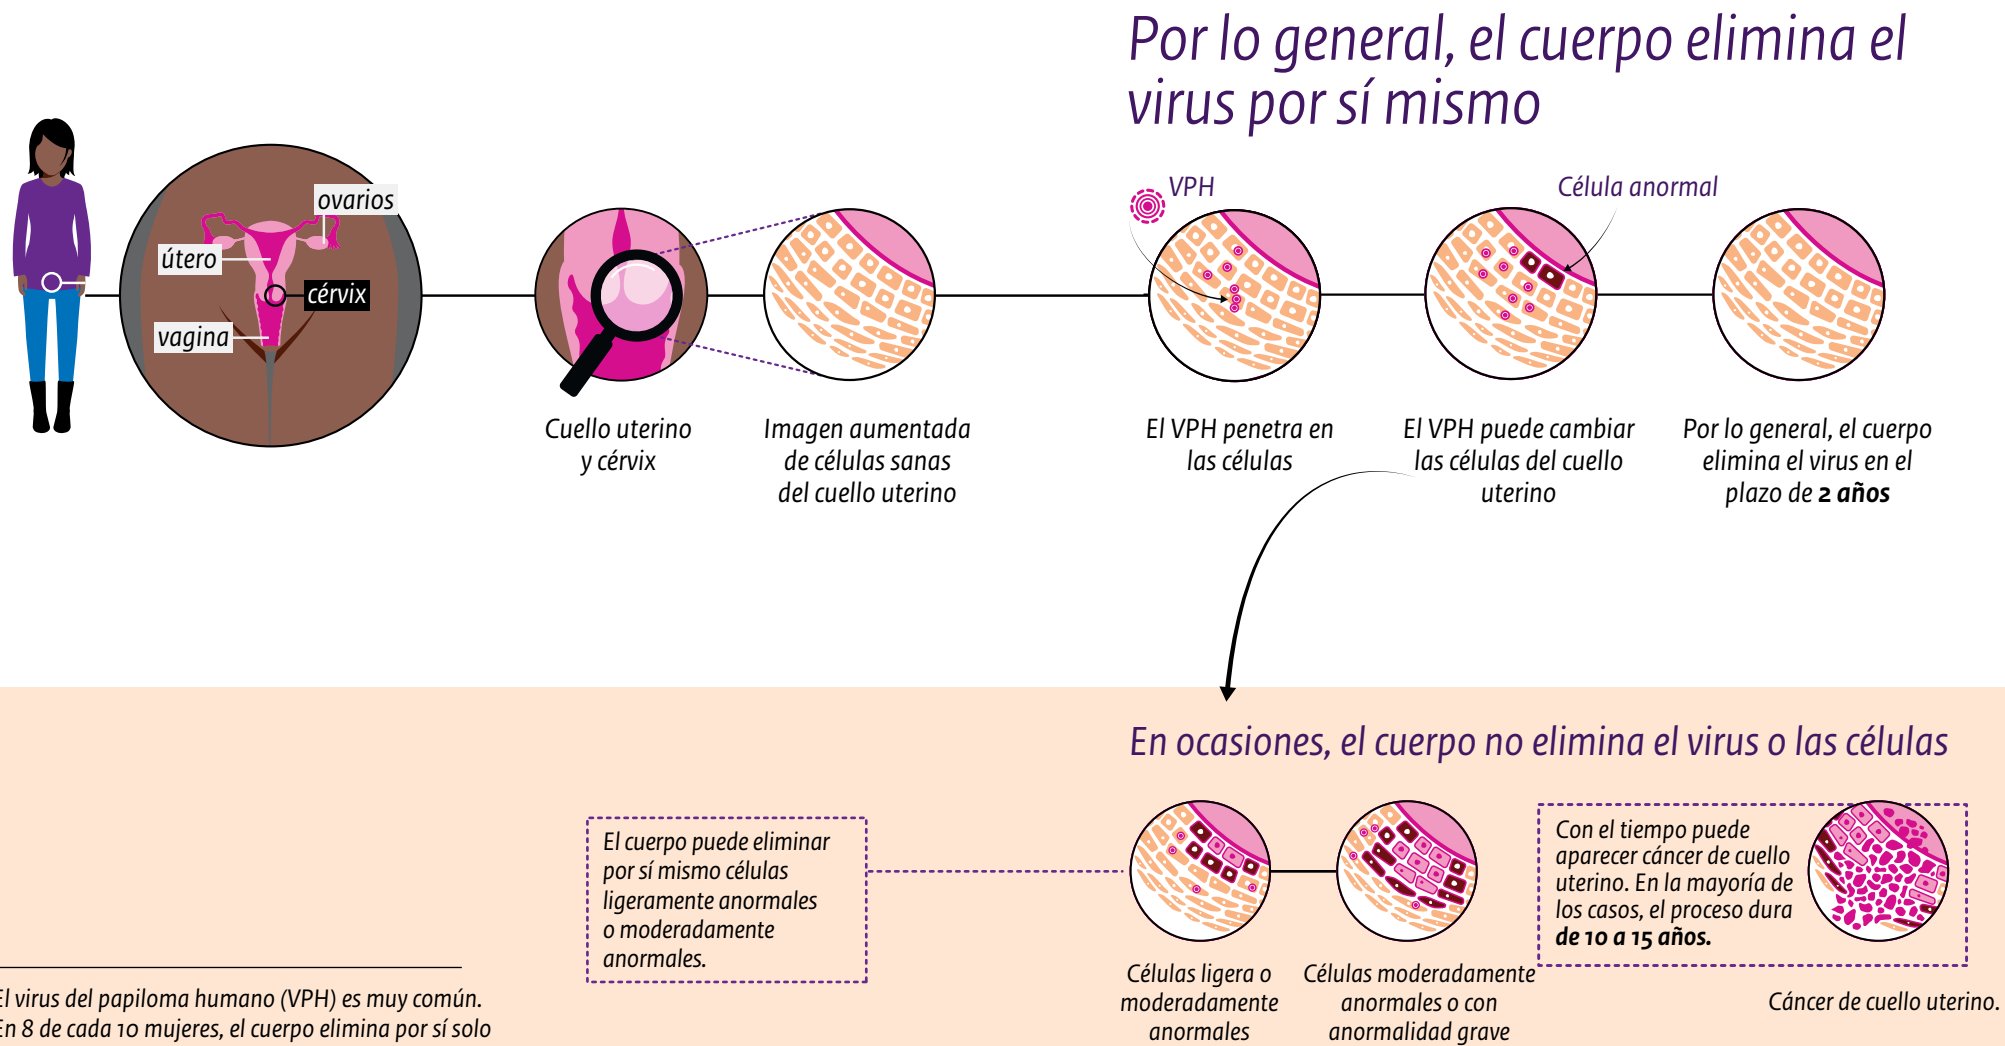 Por lo general, el cuerpo elimina el
virus por sí mismo
ovarios
útero
cérvix
vagina
VPH
Célula anormal
Cuello uterino
y cérvix
Imagen aumentada
de células sanas
del cuello uterino
El VPH penetra en
las células
El VPH puede cambiar
las células del cuello
uterino
Por lo general, el cuerpo
elimina el virus en el
plazo de 2 años
En ocasiones, el cuerpo no elimina el virus o las células
El cuerpo puede eliminar
por sí mismo células
ligeramente anormales
o moderadamente
anormales.
Células ligera o
moderadamente
anormales
Células moderadamente
anormales o con
anormalidad grave
Con el tiempo puede
aparecer cáncer de cuello
uterino. En la mayoría de
los casos, el proceso dura
de 10 a 15 años.
Cáncer de cuello uterino.
El virus del papiloma humano (VPH) es muy común.
En 8 de cada 10 mujeres, el cuerpo elimina por sí solo